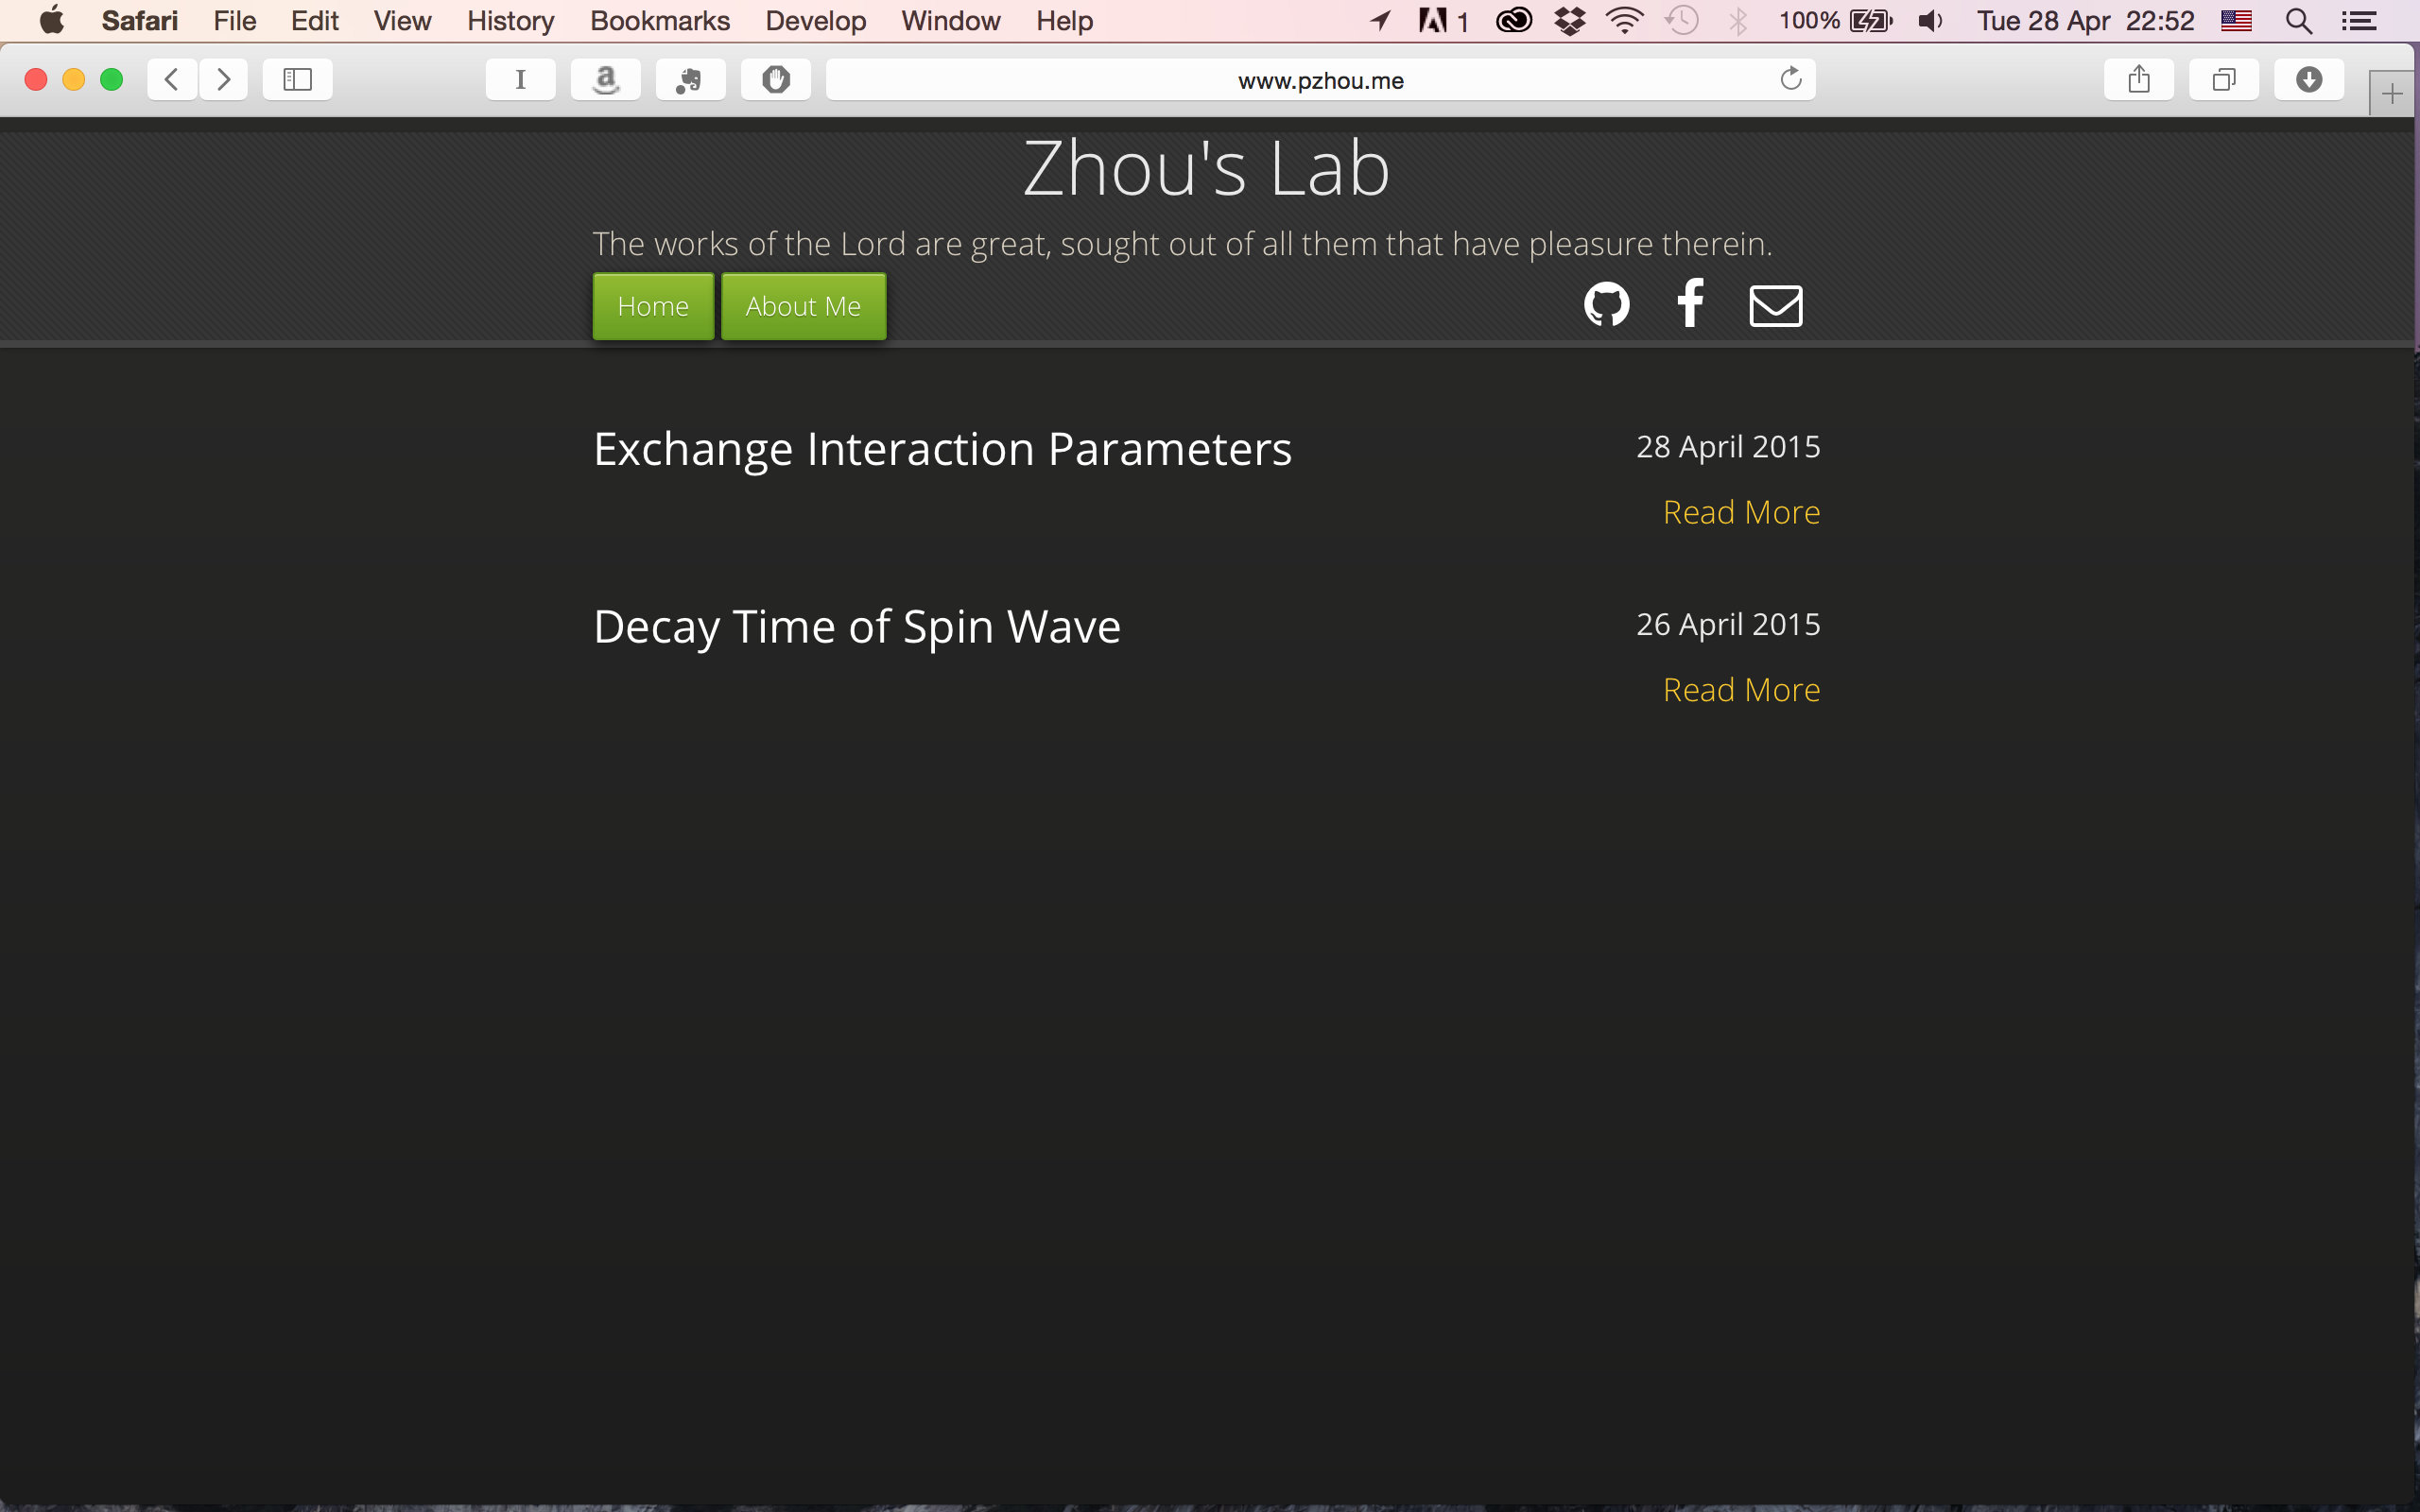 Safari File Edit View History Bookmarks Develop Window Help 1 100% Tue 28 Apr 22:52
I a www.pzhou.me
Zhou's Lab
The works of the Lord are great, sought out of all them that have pleasure therein.
Home About Me
Exchange Interaction Parameters 28 April 2015
Read More
Decay Time of Spin Wave 26 April 2015
Read More